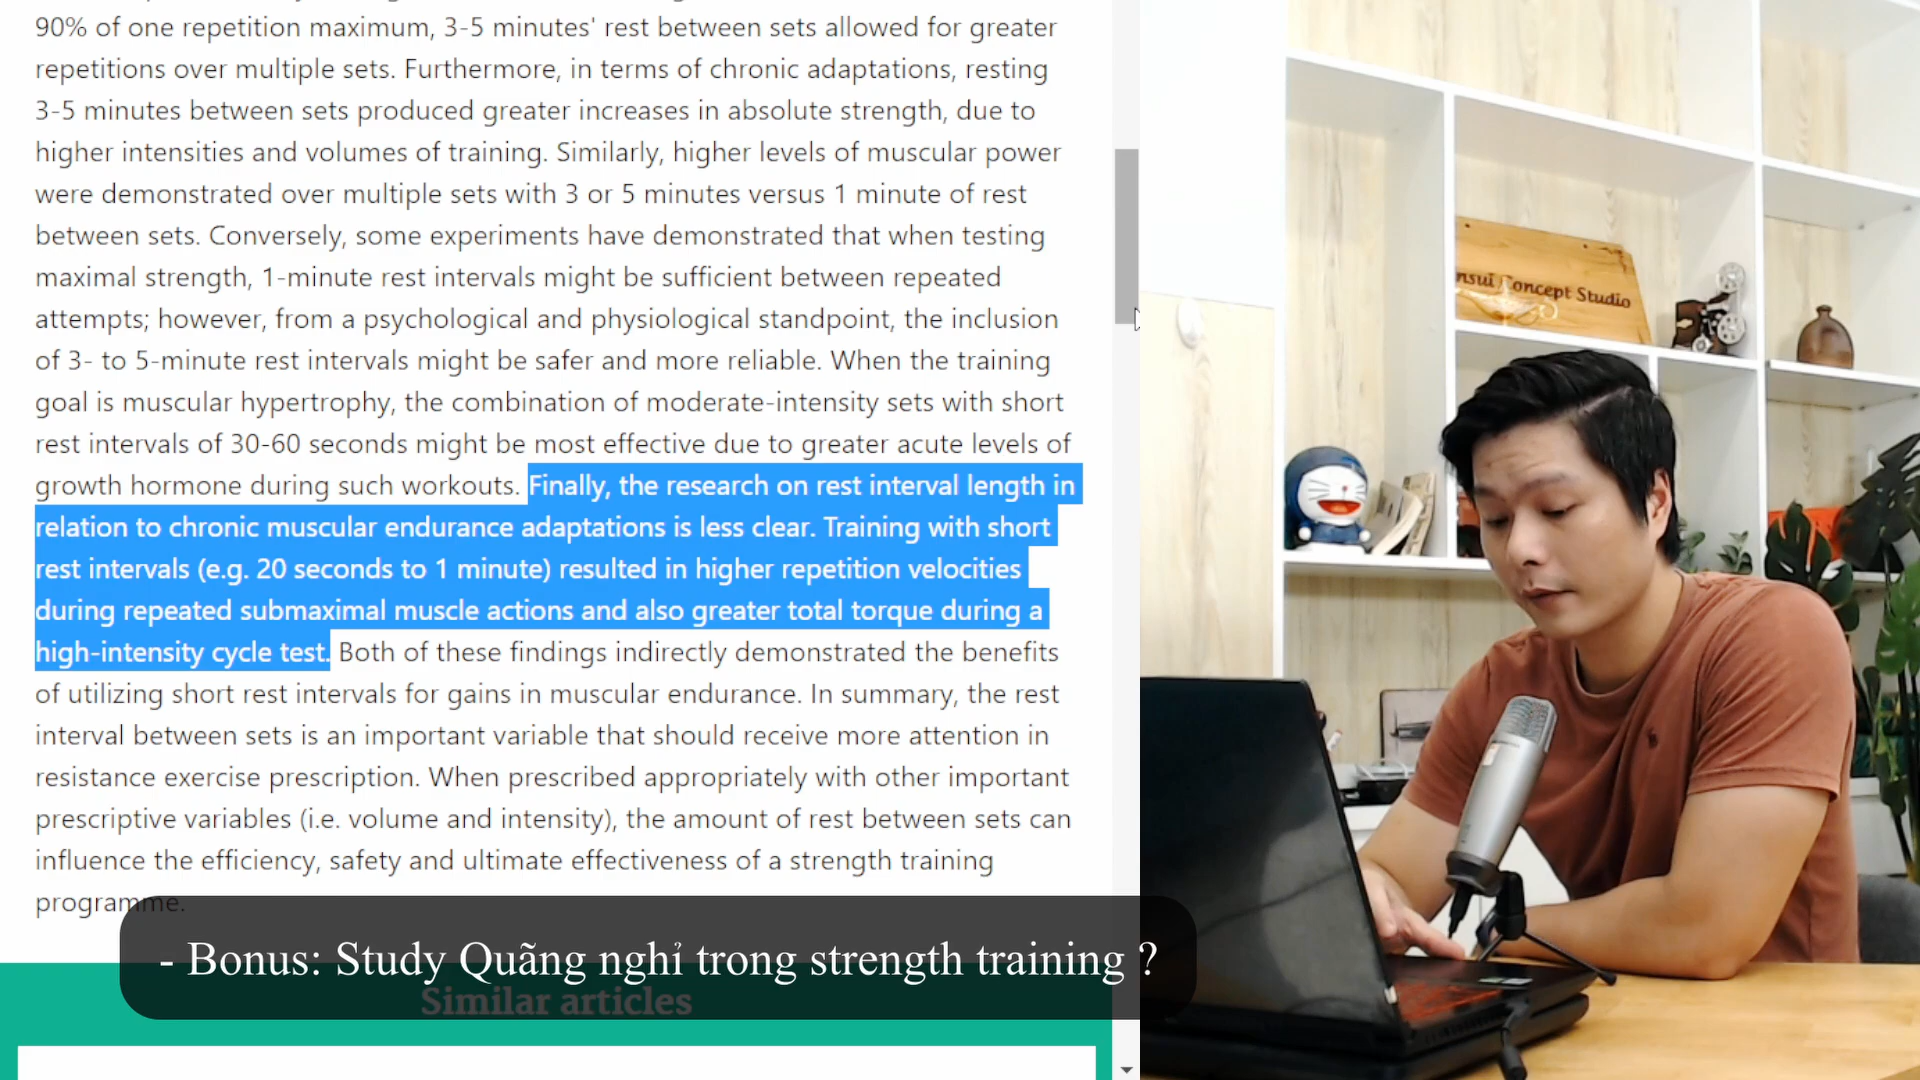 90% of one repetition maximum, 3-5 minutes' rest between sets allowed for greater
repetitions over multiple sets. Furthermore, in terms of chronic adaptations, resting
3-5 minutes between sets produced greater increases in absolute strength, due to
higher intensities and volumes of training. Similarly, higher levels of muscular power
were demonstrated over multiple sets with 3 or 5 minutes versus 1 minute of rest
between sets. Conversely, some experiments have demonstrated that when testing
maximal strength, 1-minute rest intervals might be sufficient between repeated
attempts; however, from a psychological and physiological standpoint, the inclusion
of 3- to 5-minute rest intervals might be safer and more reliable. When the training
goal is muscular hypertrophy, the combination of moderate-intensity sets with short
rest intervals of 30-60 seconds might be most effective due to greater acute levels of
growth hormone during such workouts. Finally, the research on rest interval length in
relation to chronic muscular endurance adaptations is less clear. Training with short
rest intervals (e.g. 20 seconds to 1 minute) resulted in higher repetition velocities
during repeated submaximal muscle actions and also greater total torque during a
high-intensity cycle test. Both of these findings indirectly demonstrated the benefits
of utilizing short rest intervals for gains in muscular endurance. In summary, the rest
interval between sets is an important variable that should receive more attention in
resistance exercise prescription. When prescribed appropriately with other important
prescriptive variables (i.e. volume and intensity), the amount of rest between sets can
influence the efficiency, safety and ultimate effectiveness of a strength training
programme.
- Bonus: Study Quãng nghỉ trong strength training ?
Similar articles
Concept Studio